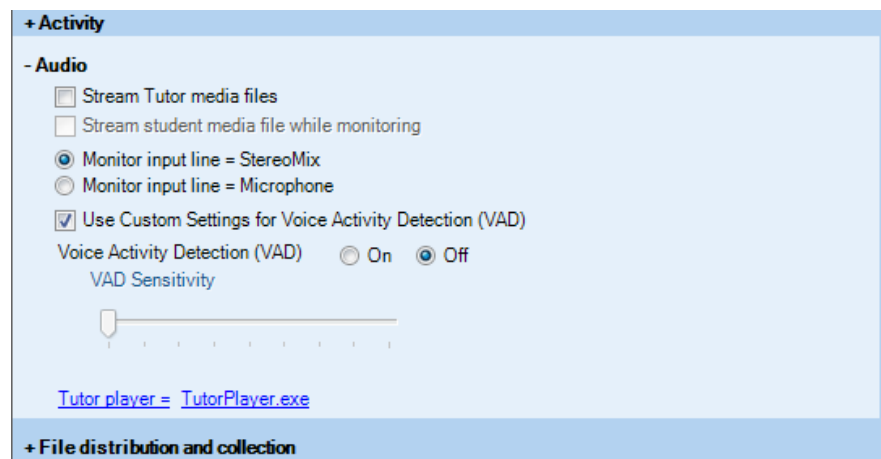 + Activity
- Audio
Stream Tutor media files
Stream student media file while monitoring
Monitor input line = StereoMix
Monitor input line = Microphone
Use Custom Settings for Voice Activity Detection (VAD)
Voice Activity Detection (VAD) On Off
VAD Sensitivity
Tutor player = TutorPlayer.exe
+ File distribution and collection